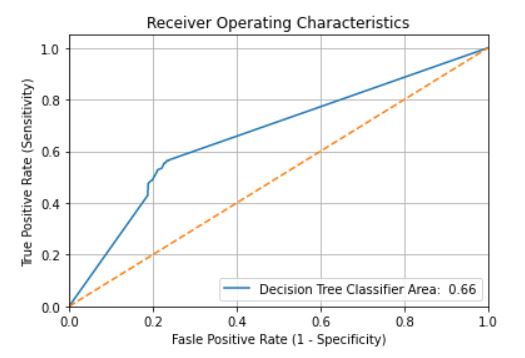 Receiver Operating Characteristics
1.0
0.8
0.6
0.4
0.2
0.0
True Positive Rate (Sensitivity)
Decision Tree Classifier Area: 0.66
0.0 0.2 0.4 0.6 0.8 1.0
Fasle Positive Rate (1 - Specificity)